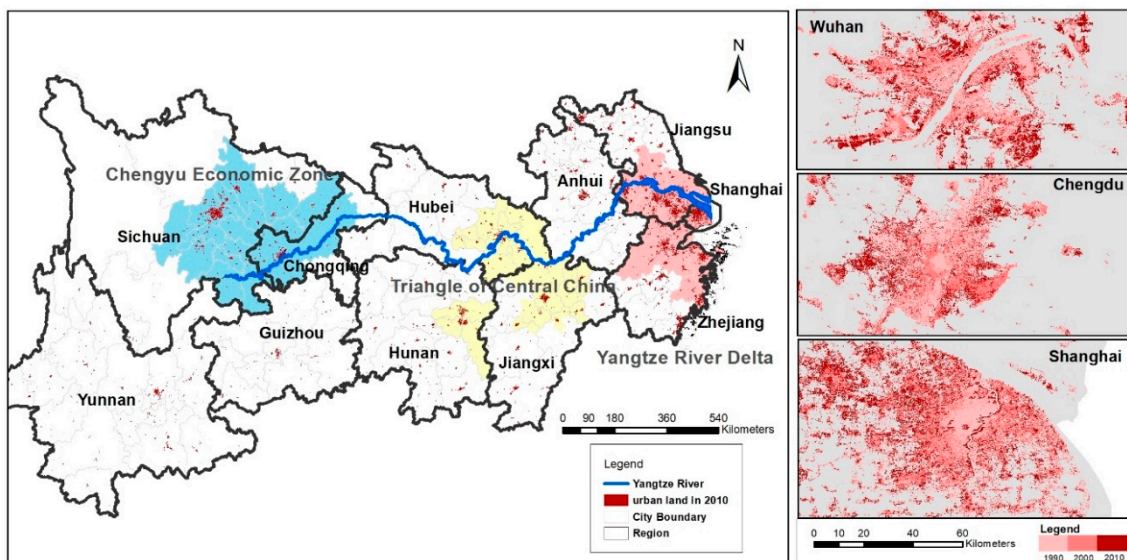 N
Jiangsu
Chengyu Economic Zone
Anhui
Shanghai
Hubei
Sichuan
Chongqing
Triangle of Central China
Zhejiang
Guizhou
Hunan
Jiangxi
Yangtze River Delta
Yunnan
0 90 180 360 540
Kilometers
Legend
Yangtze River
urban land in 2010
City Boundary
Region
Wuhan
Chengdu
Shanghai
0 10 20 40 60
Kilometers
Legend
1990 2000 2010